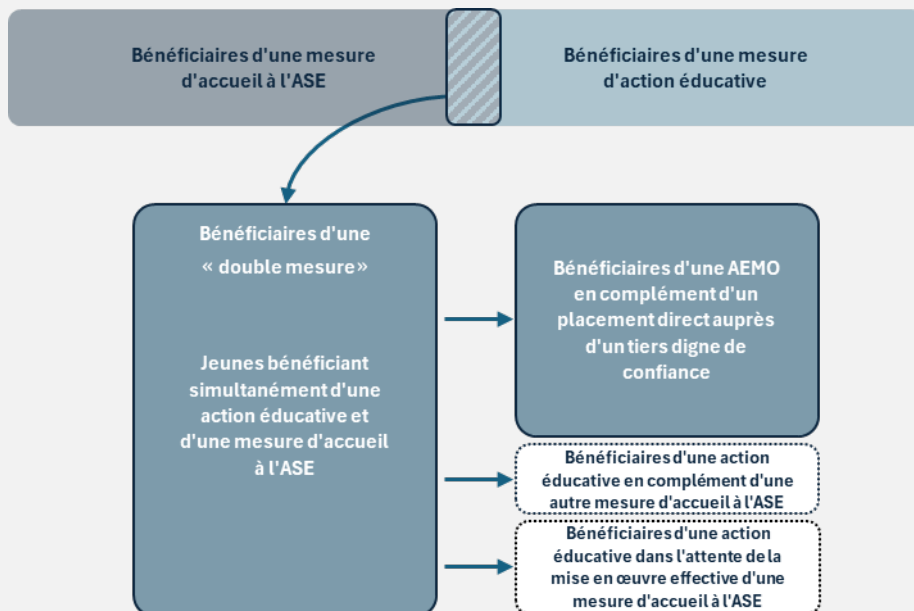 Bénéficiaires d'une mesure
d'accueil à l'ASE
Bénéficiaires d'une mesure
d'action éducative
Bénéficiaires d'une
« double mesure»
Jeunes bénéficiant
simultanément d'une
action éducative et
d'une mesure d'accueil
à l'ASE
Bénéficiaires d'une AEMO
en complément d'un
placement direct auprès
d'un tiers digne de
confiance
Bénéficiaires d'une action
éducative en complément d'une
autre mesure d'accueil à l'ASE
Bénéficiaires d'une action
éducative dans l'attente de la
mise en œuvre effective d'une
mesure d'accueil à l'ASE